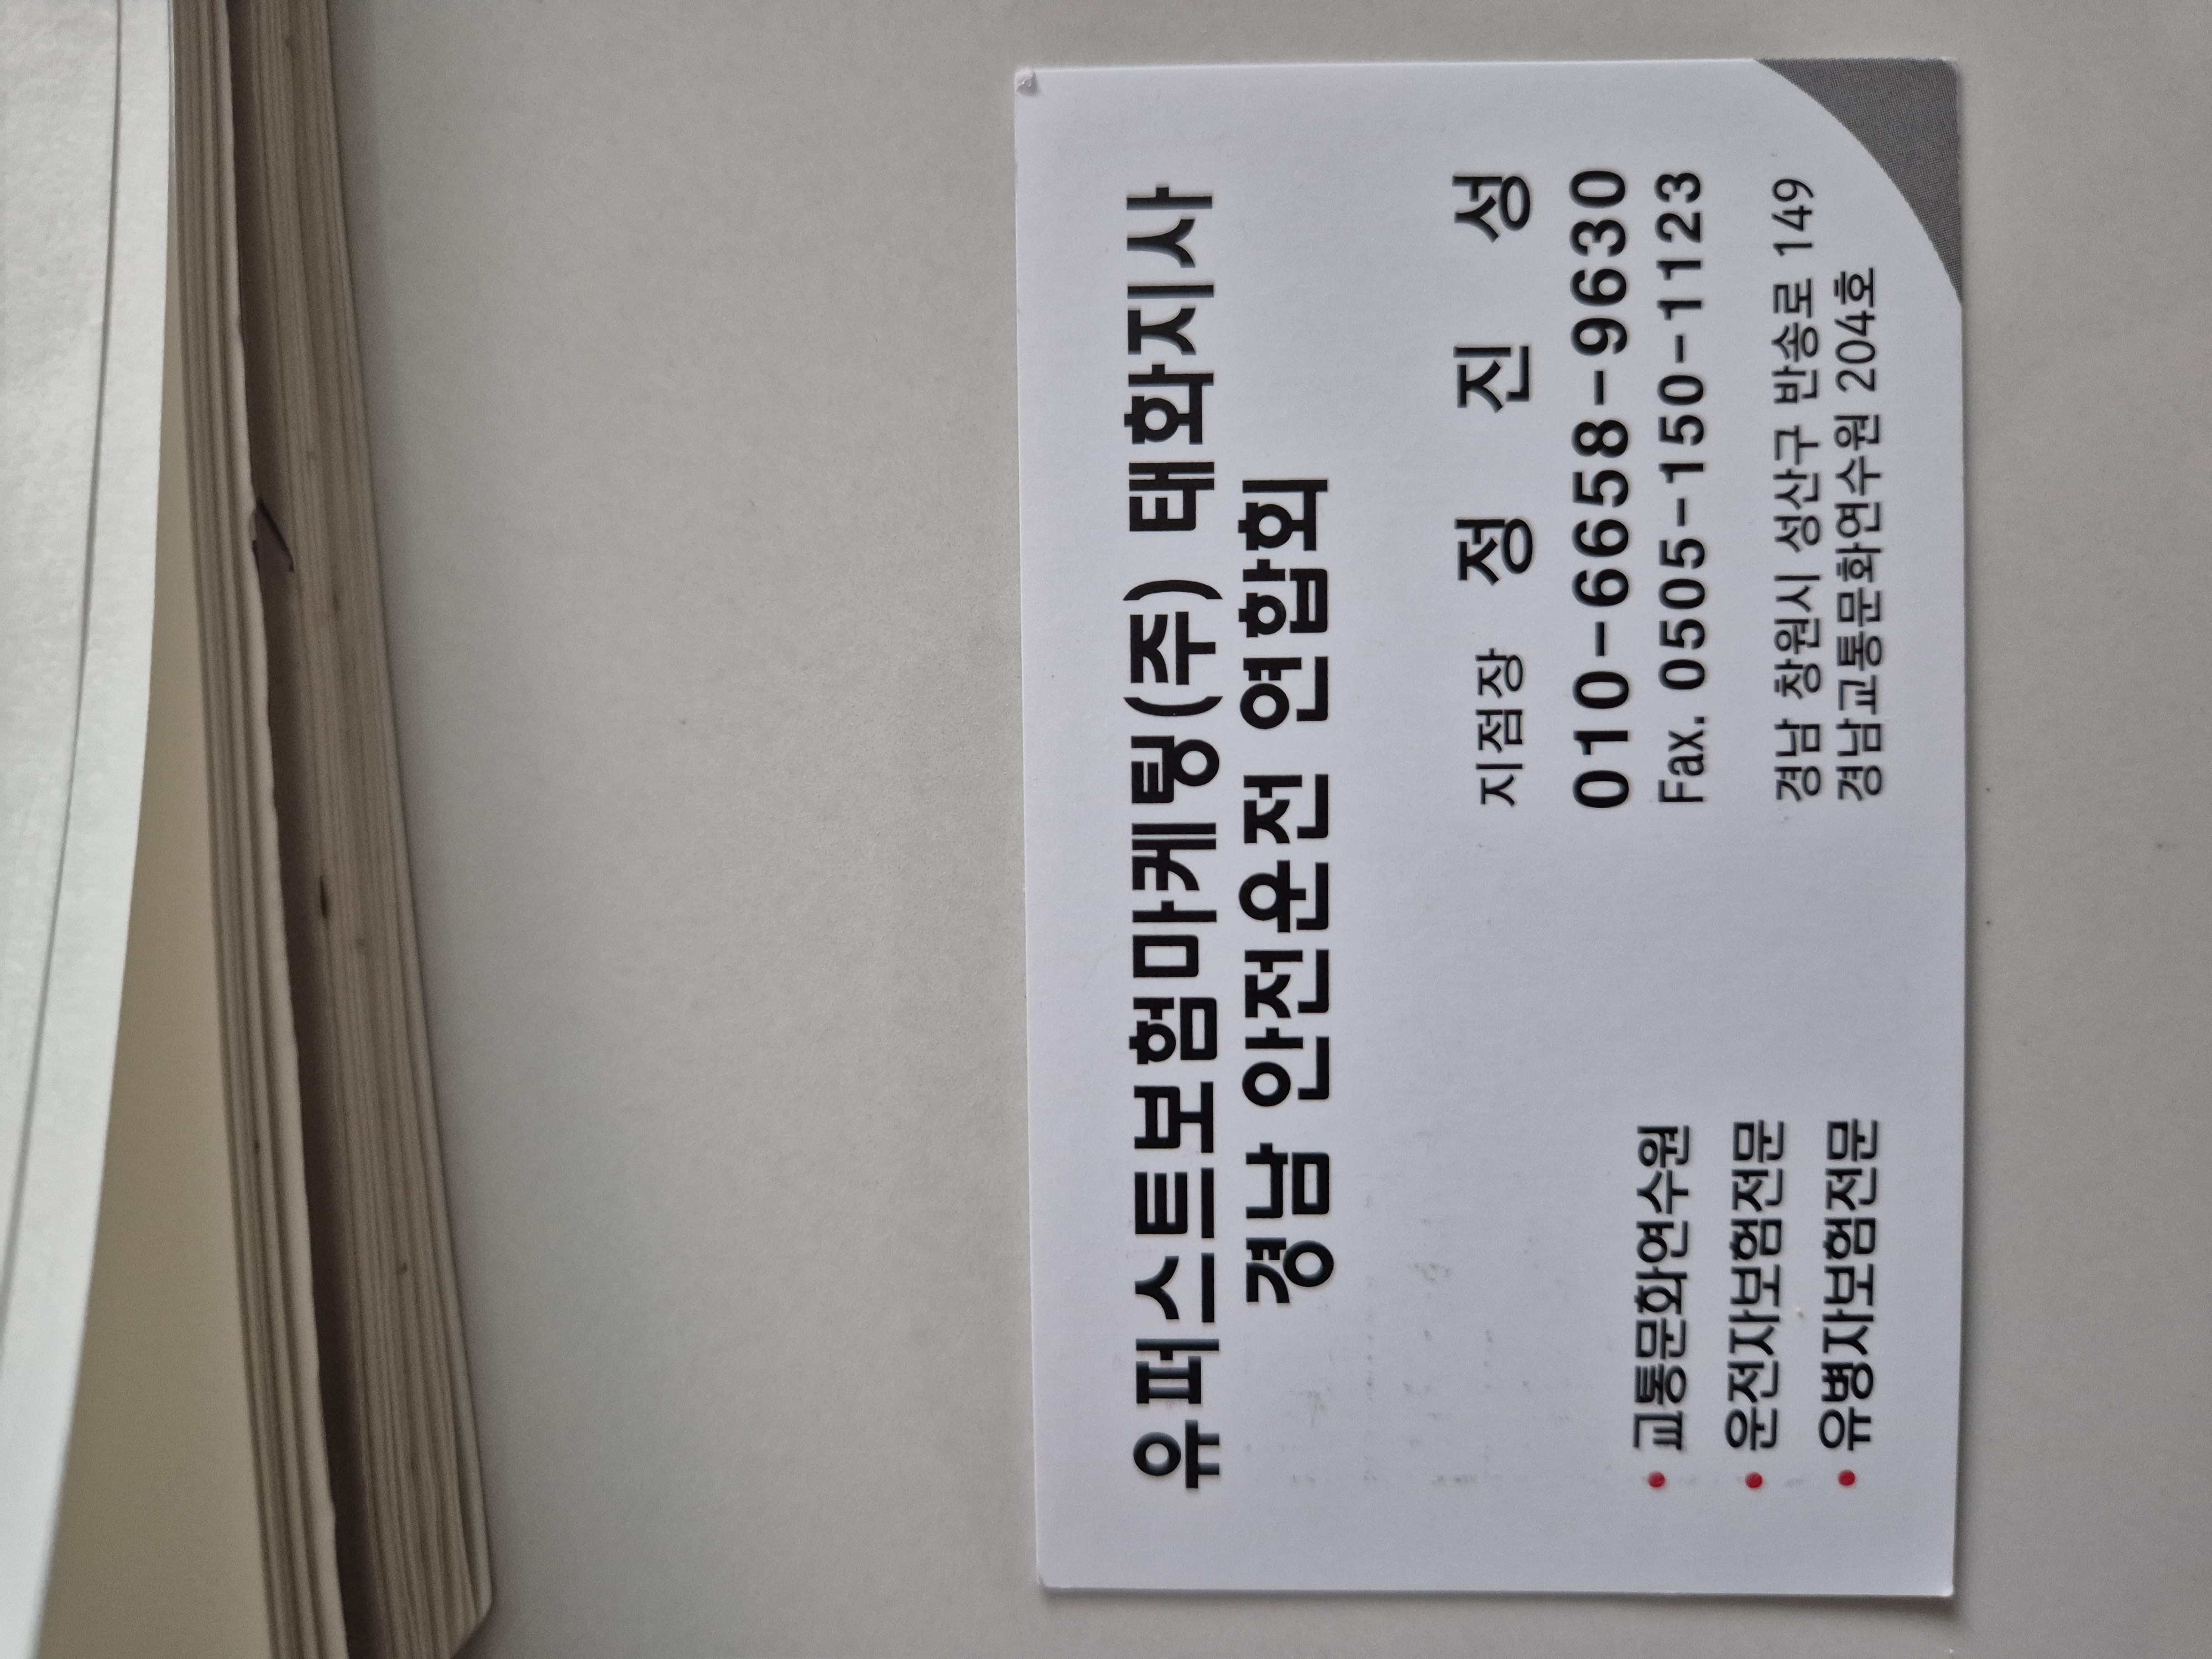 유퍼스트보험마케팅(주) 태화지사
경남 안전운전 연합회
지점장 정 진 성
010-6658-9630
Fax. 0505-150-1123
경남 창원시 성산구 반송로 149
경남교통문화연수원 204호
• 교통문화연수원
• 운전자보험전문
• 유병자보험전문